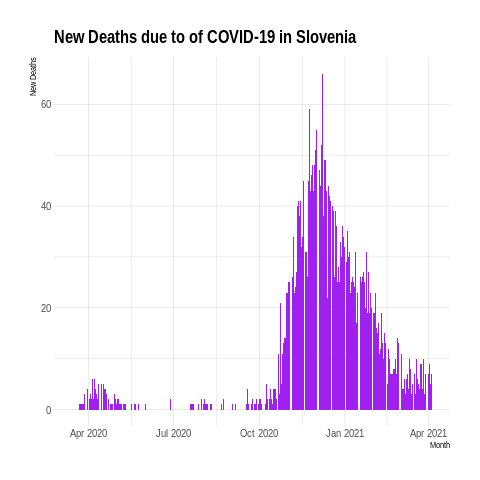 New Deaths due to of COVID-19 in Slovenia
New Deaths
60
40
20
0
Apr 2020 Jul 2020 Oct 2020 Jan 2021 Apr 2021
Month